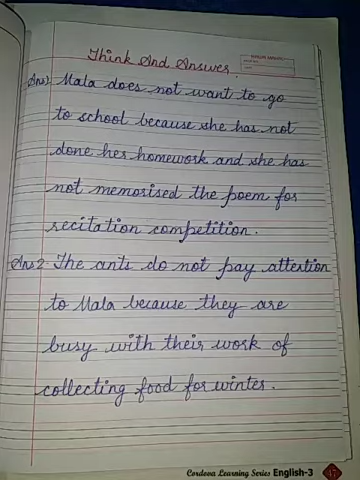 Think And Answer.
Ans1 Mala does not want to go
to school because she has not
done her homework and she has
not memorised the poem for
recitation competition.
Ans2- The ants do not pay attention
to Mala because they are
busy with their work of
collecting food for winter.
Cordova Learning Series English-3